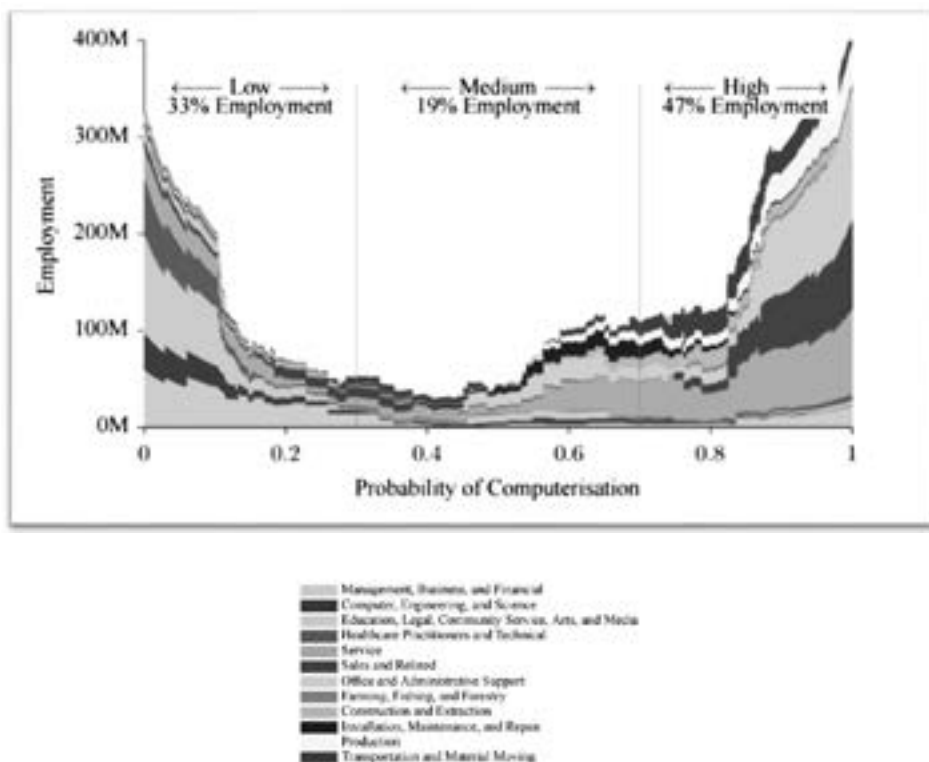 400M
300M
200M
100M
0M
Employment
Low
33% Employment
Medium
19% Employment
High
47% Employment
0
0.2
0.4
0.6
0.8
1
Probability of Computerisation
Management, Business, and Financial
Computer, Engineering, and Science
Education, Legal, Community Service, Arts, and Media
Healthcare Practitioners and Technical
Service
Sales and Related
Office and Administrative Support
Farming, Fishing, and Forestry
Construction and Extraction
Installation, Maintenance, and Repair
Production
Transportation and Material Moving